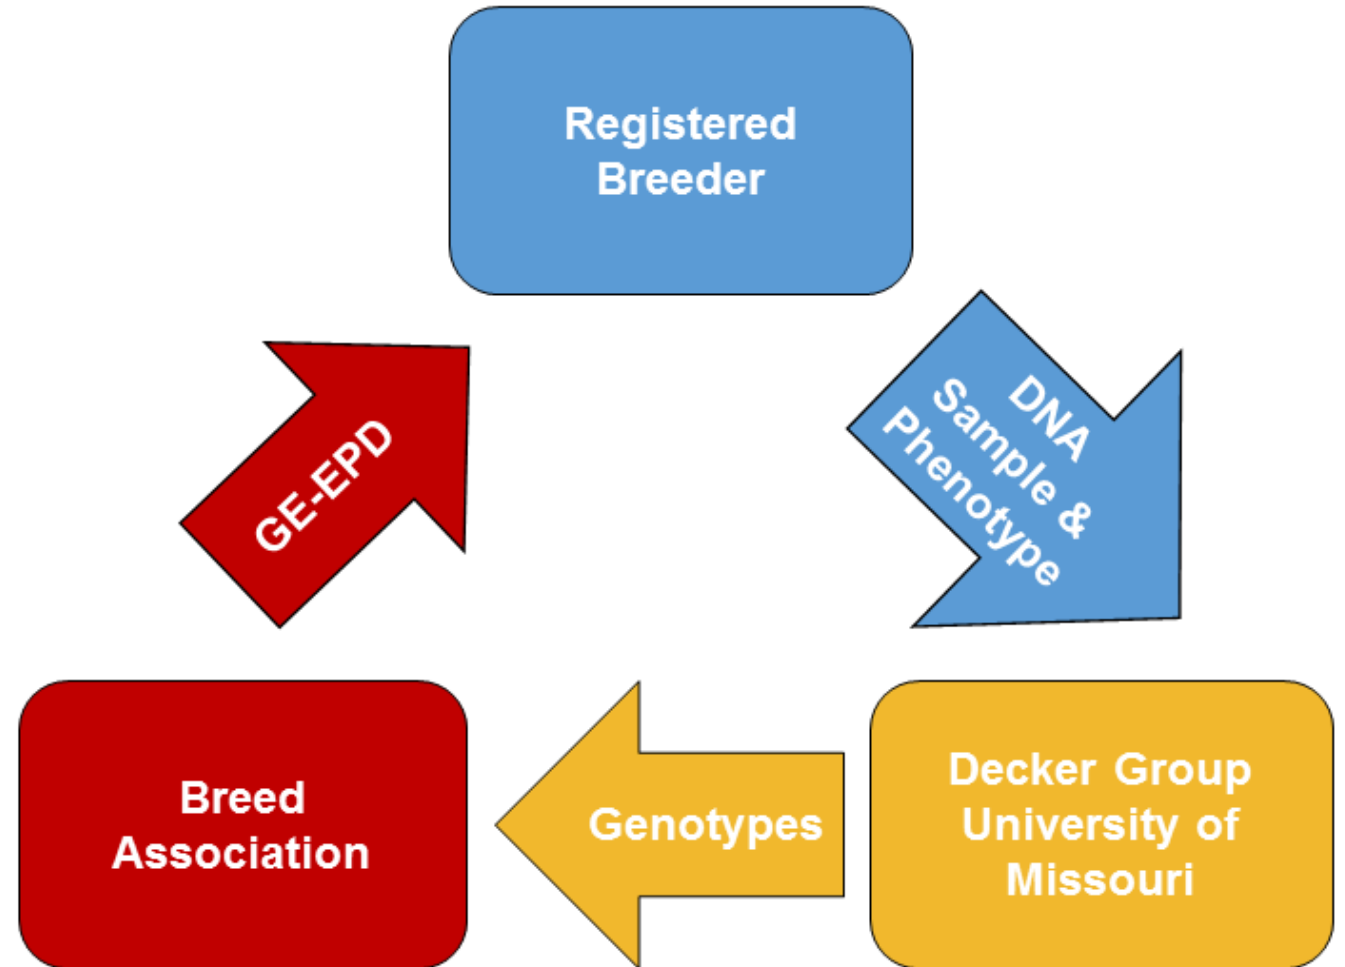 Registered
Breeder
DNA
Sample &
Phenotype
GE-EPD
Breed
Association
Genotypes
Decker Group
University of
Missouri